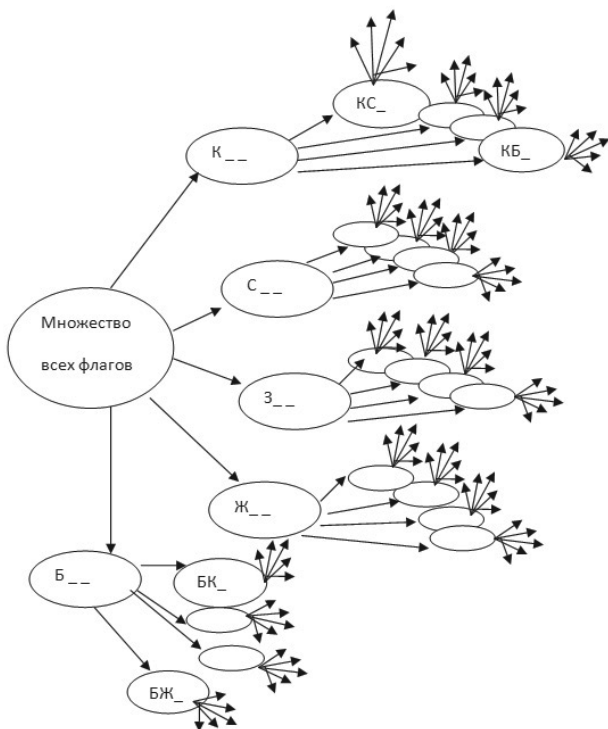 КС_
К _ _
КБ_
С _ _
Множество
всех флагов
З _ _
Ж _ _
Б _ _
БК_
БЖ_